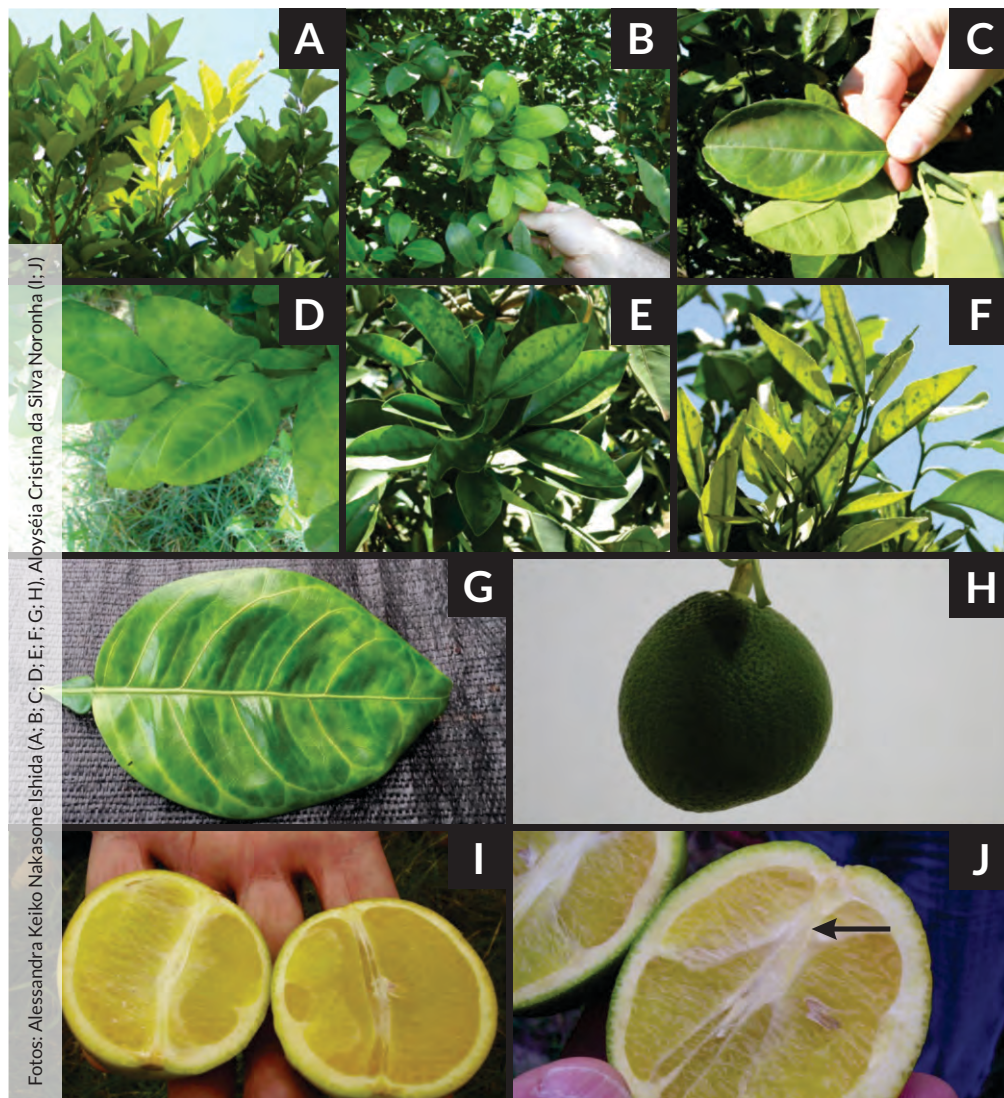 A
B
C
D
E
F
G
H
I
J
Fotos: Alessandra Keiko Nakasone Ishida (A; B; C; D; E; F; G; H), Aloyséia Cristina da Silva Noronha (I; J)